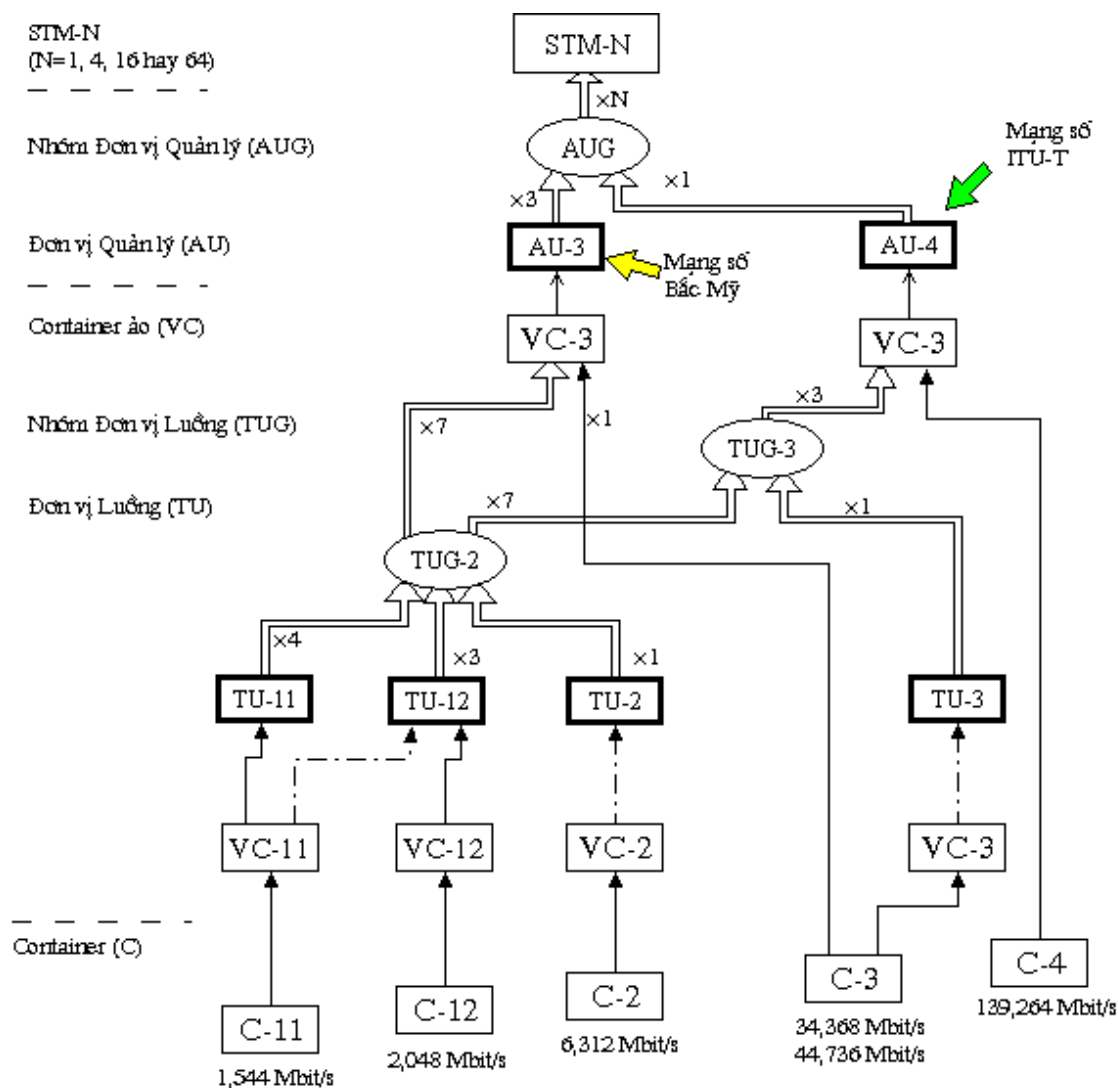 STM-N
(N=1, 4, 16 hay 64)
STM-N
×N
Nhóm Đơn vị Quản lý (AUG)
AUG
Mạng số
ITU-T
×3
×1
Đơn vị Quản lý (AU)
AU-3
AU-4
Mạng số
Bắc Mỹ
Container ảo (VC)
VC-3
VC-3
Nhóm Đơn vị Luồng (TUG)
×7
×1
×3
TUG-3
Đơn vị Luồng (TU)
×7
×1
TUG-2
×4
×3
×1
TU-11
TU-12
TU-2
TU-3
VC-11
VC-12
VC-2
VC-3
Container (C)
C-11
C-12
C-2
C-3
C-4
1,544 Mbit/s
2,048 Mbit/s
6,312 Mbit/s
34,368 Mbit/s
44,736 Mbit/s
139,264 Mbit/s